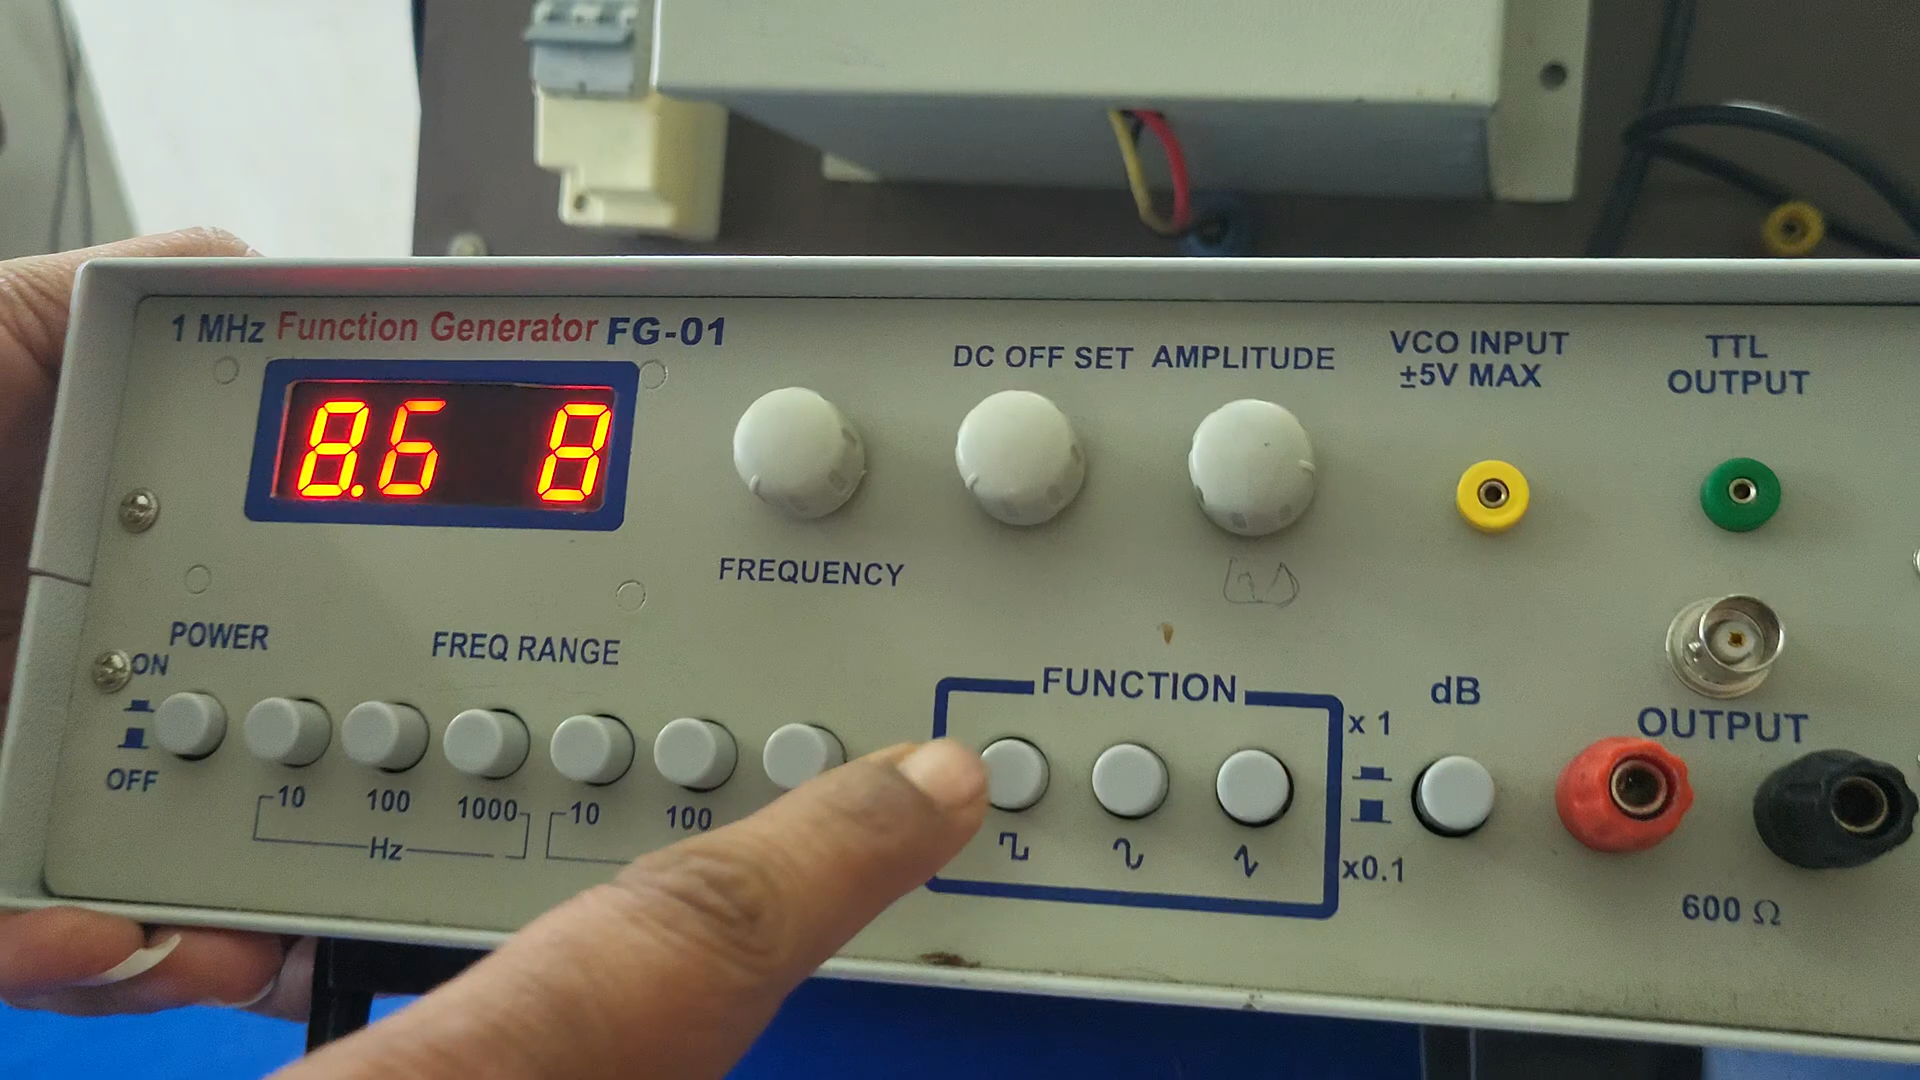 1 MHz Function Generator FG-01
DC OFF SET AMPLITUDE
VCO INPUT
±5V MAX
TTL
OUTPUT
8.6 8
FREQUENCY
POWER
ON
OFF
FREQ RANGE
10 100 1000 10 100
Hz
FUNCTION
x 1
x0.1
dB
OUTPUT
600 Ω